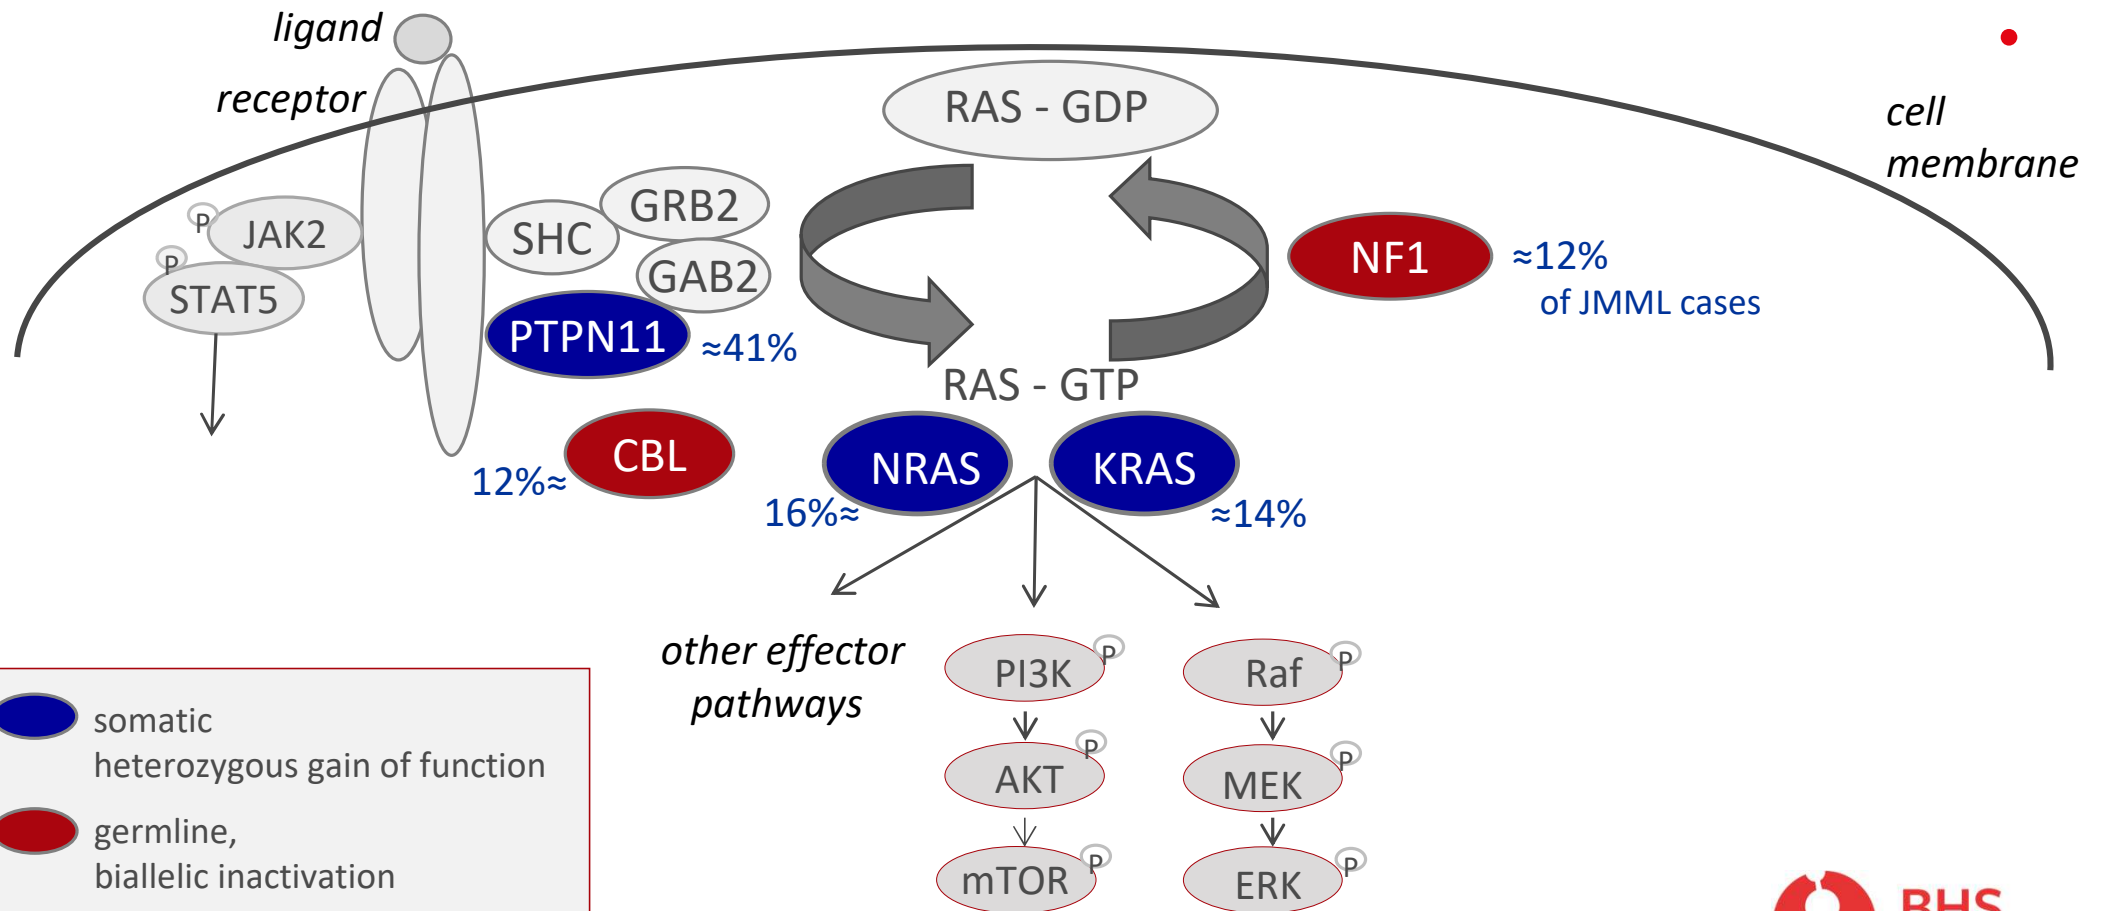 ligand
receptor
RAS - GDP
cell
membrane
P
JAK2
P
STAT5
SHC
GRB2
GAB2
PTPN11
≈41%
NF1
≈12%
of JMML cases
RAS - GTP
CBL
12%≈
NRAS
16%≈
KRAS
≈14%
other effector
pathways
PI3K
P
Raf
P
AKT
P
MEK
P
mTOR
P
ERK
P
somatic
heterozygous gain of function
germline,
biallelic inactivation
BHS